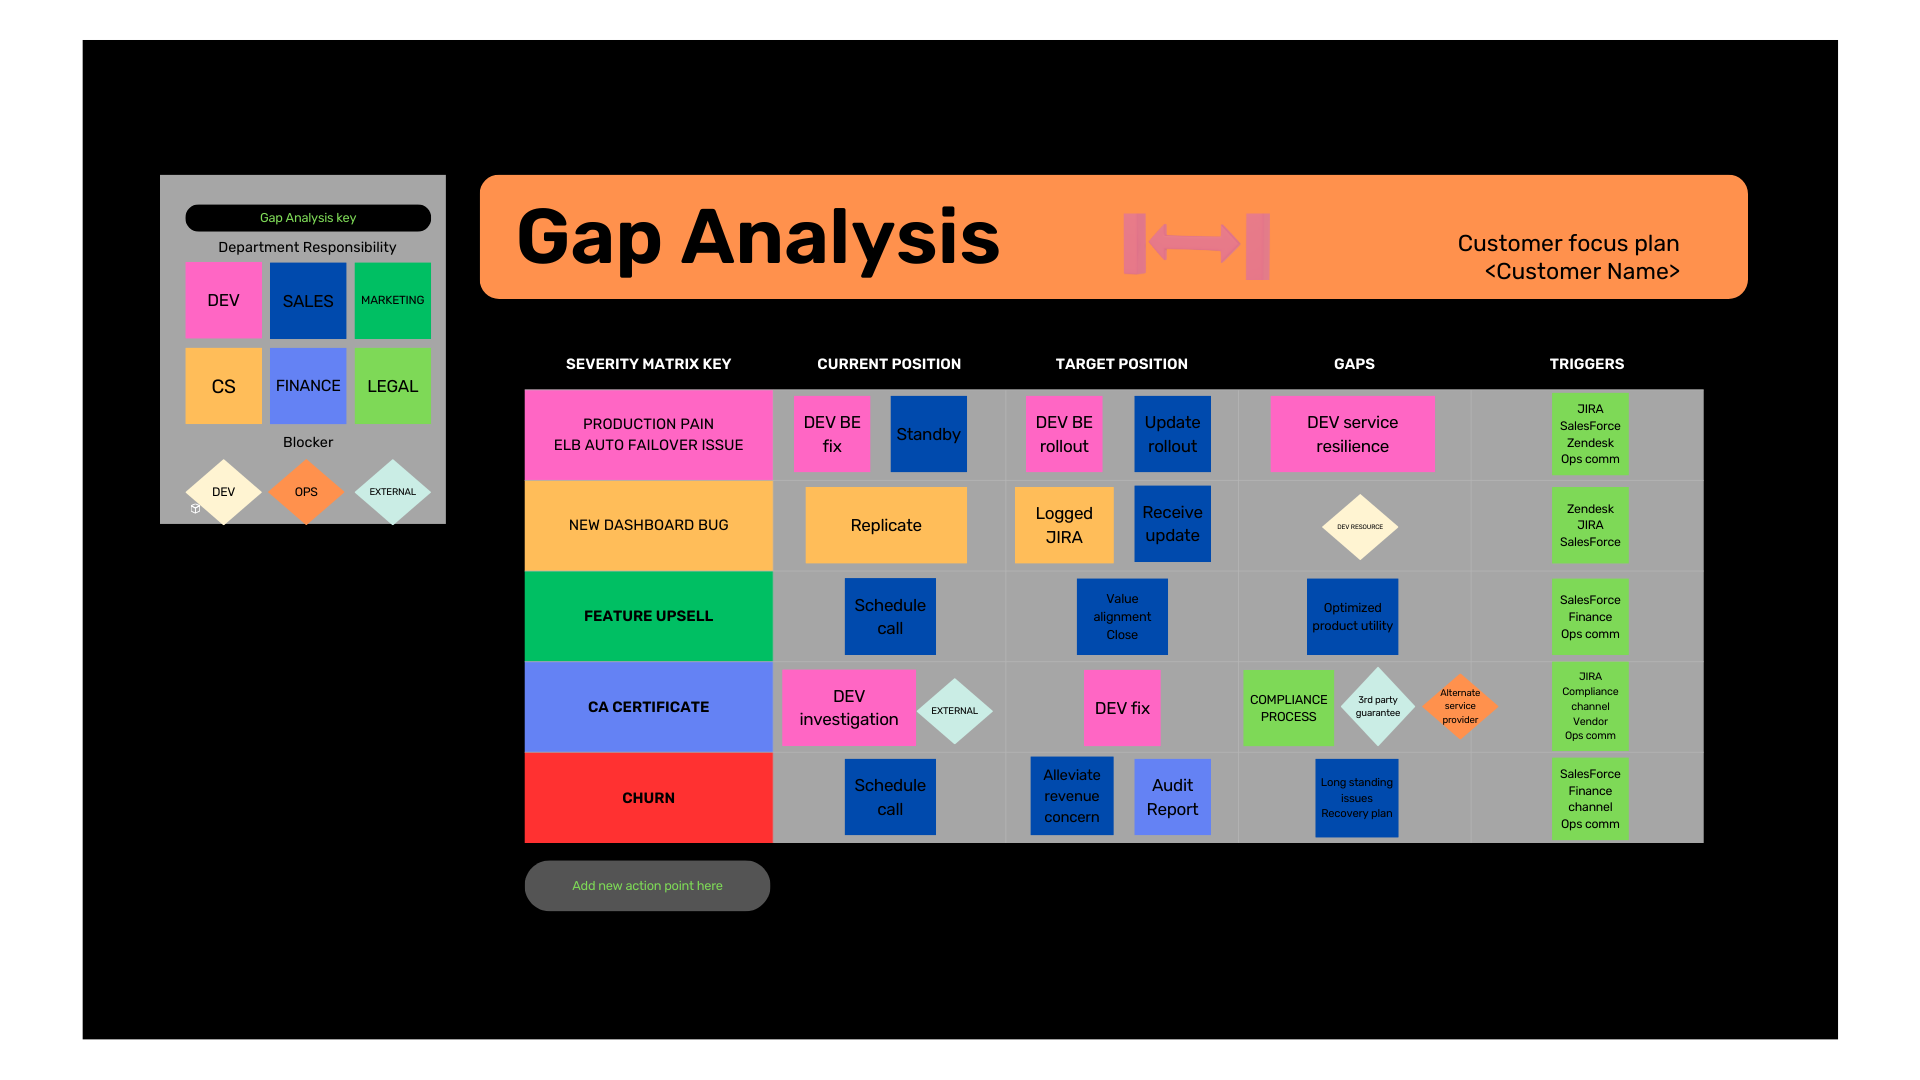 Gap Analysis key
Department Responsibility
DEV
SALES
MARKETING
CS
FINANCE
LEGAL
Blocker
DEV
OPS
EXTERNAL
Gap Analysis
Customer focus plan
<Customer Name>
SEVERITY MATRIX KEY
CURRENT POSITION
TARGET POSITION
GAPS
TRIGGERS
PRODUCTION PAIN
ELB AUTO FAILOVER ISSUE
DEV BE
fix
Standby
DEV BE
rollout
Update
rollout
DEV service
resilience
JIRA
SalesForce
Zendesk
Ops comm
NEW DASHBOARD BUG
Replicate
Logged
JIRA
Receive
update
DEV RESOURCE
Zendesk
JIRA
SalesForce
FEATURE UPSELL
Schedule
call
Value
alignment
Close
Optimized
product utility
SalesForce
Finance
Ops comm
CA CERTIFICATE
DEV
investigation
EXTERNAL
DEV fix
COMPLIANCE
PROCESS
3rd party
guarantee
Alternate
service
provider
JIRA
Compliance
channel
Vendor
Ops comm
CHURN
Schedule
call
Alleviate
revenue
concern
Audit
Report
Long standing
issues
Recovery plan
SalesForce
Finance
channel
Ops comm
Add new action point here